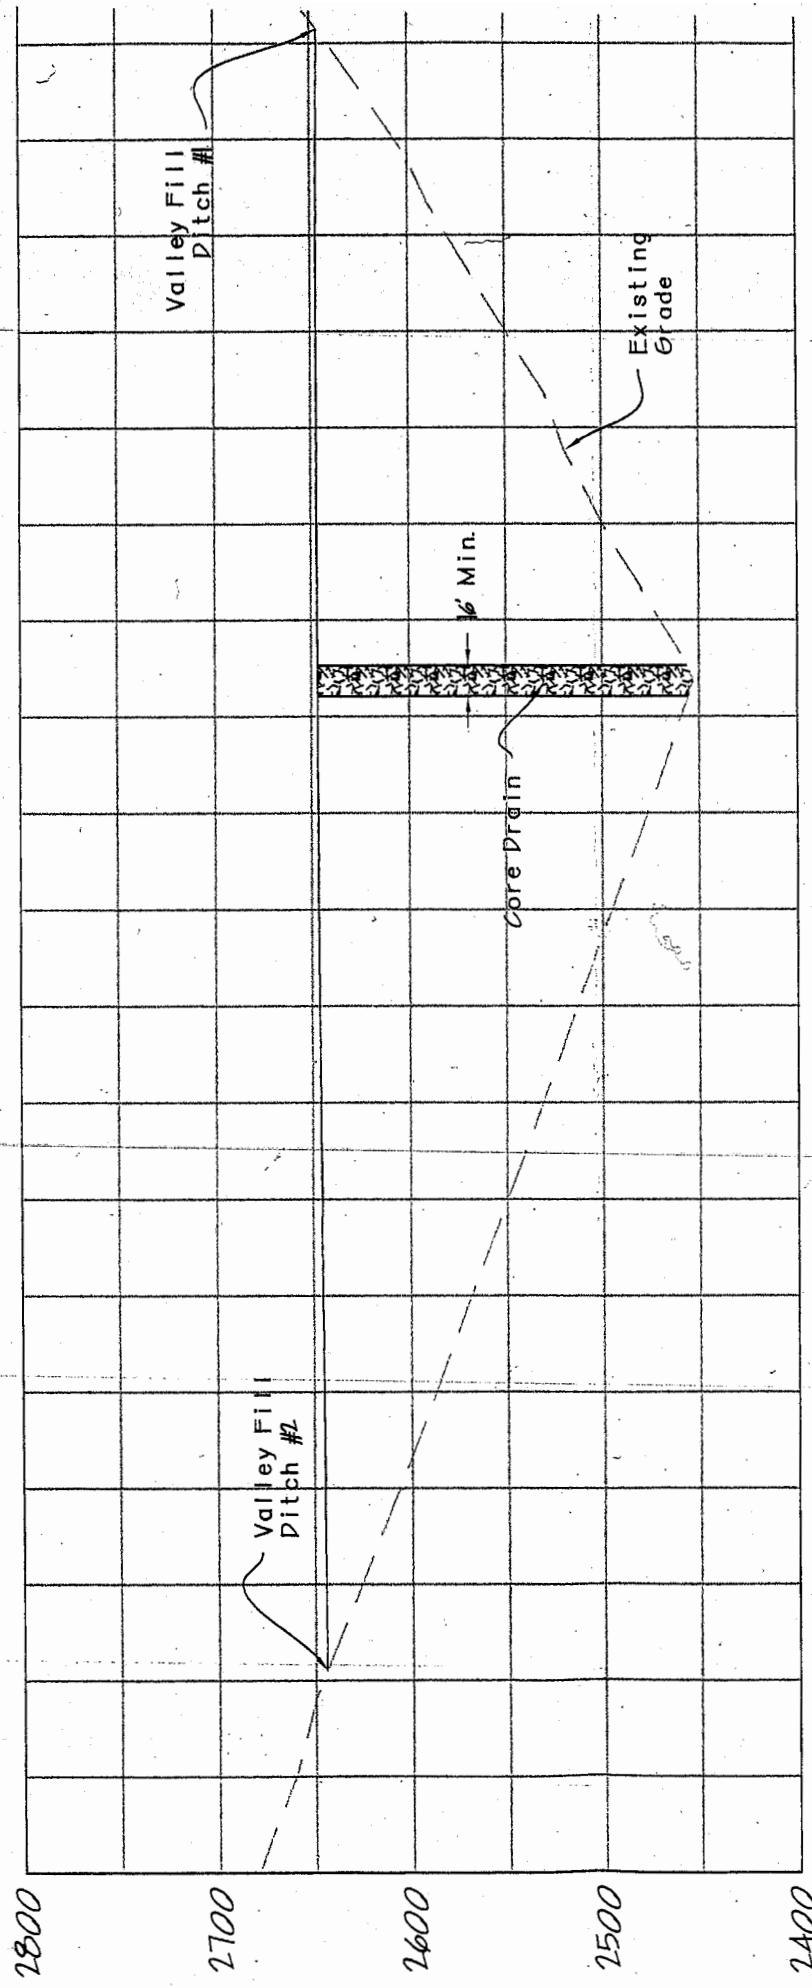 Valley Fill
Ditch #1
Existing
Grade
16' Min.
Core Drain
Valley Fill
Ditch #2
2800
2700
2600
2500
2400